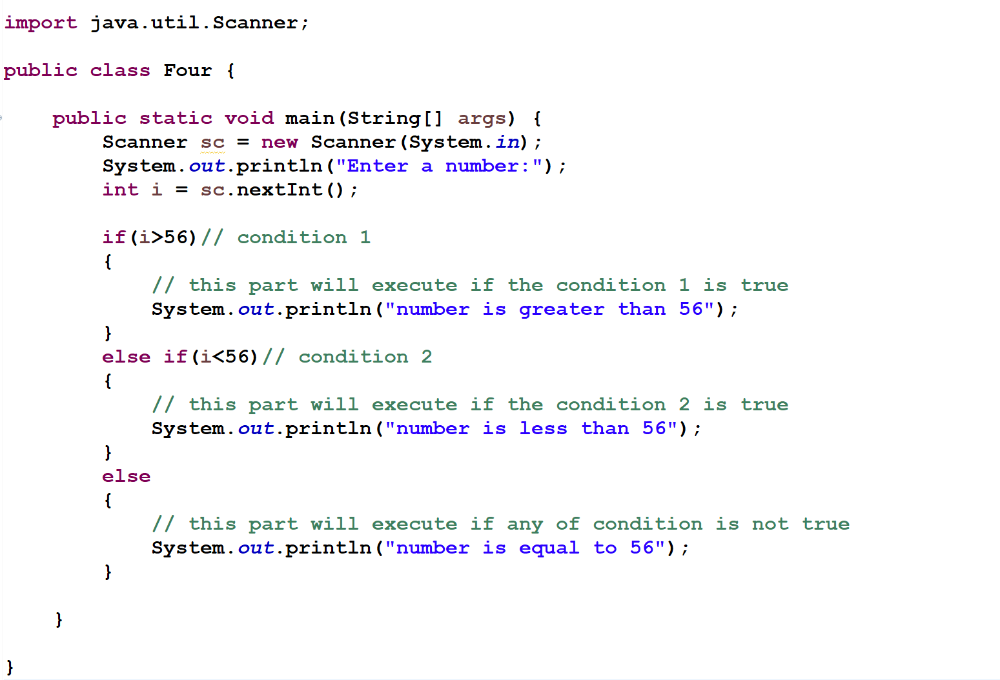 import java.util.Scanner;
public class Four {
public static void main(String[] args) {
Scanner sc = new Scanner(System.in);
System.out.println("Enter a number:");
int i = sc.nextInt();
if(i>56)// condition 1
{
// this part will execute if the condition 1 is true
System.out.println("number is greater than 56");
}
else if(i<56)// condition 2
{
// this part will execute if the condition 2 is true
System.out.println("number is less than 56");
}
else
{
// this part will execute if any of condition is not true
System.out.println("number is equal to 56");
}
}
}